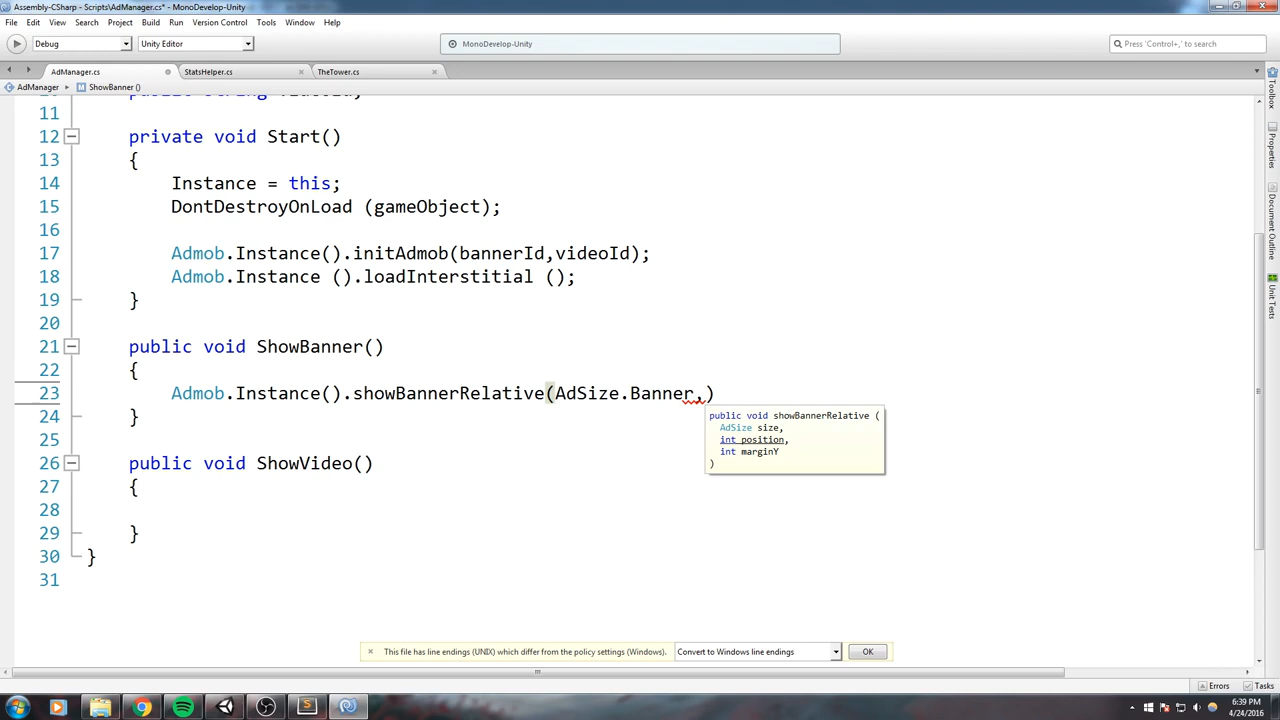 Assembly-CSharp - Scripts\AdManager.cs* - MonoDevelop-Unity
File Edit View Search Project Build Run Version Control Tools Window Help
Debug Unity Editor MonoDevelop-Unity Press 'Control+,' to search
AdManager.cs StatsHelper.cs TheTower.cs
AdManager ShowBanner ()
11
12 private void Start()
13 {
14 Instance = this;
15 DontDestroyOnLoad (gameObject);
16
17 Admob.Instance().initAdmob(bannerId,videoId);
18 Admob.Instance ().loadInterstitial ();
19 }
20
21 public void ShowBanner()
22 {
23 Admob.Instance().showBannerRelative(AdSize.Banner,)
24 }
25
26 public void ShowVideo()
27 {
28
29 }
30 }
31
public void showBannerRelative (
AdSize size,
int position,
int marginY
)
Toolbox
Properties
Document Outline
Unit Tests
This file has line endings (UNIX) which differ from the policy settings (Windows). Convert to Windows line endings OK
Errors Tasks
6:39 PM
4/24/2016